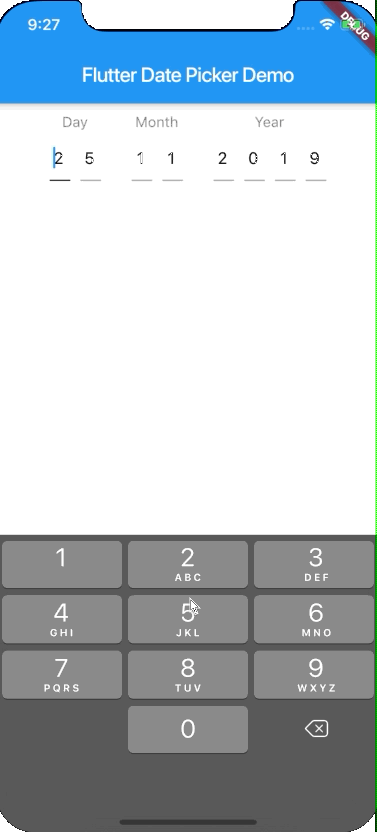 9:27
DEBUG
Flutter Date Picker Demo
Day Month Year
2 5 1 1 2 0 1 9
1 2 3
ABC DEF
4 5 6
GHI JKL MNO
7 8 9
PQRS TUV WXYZ
0